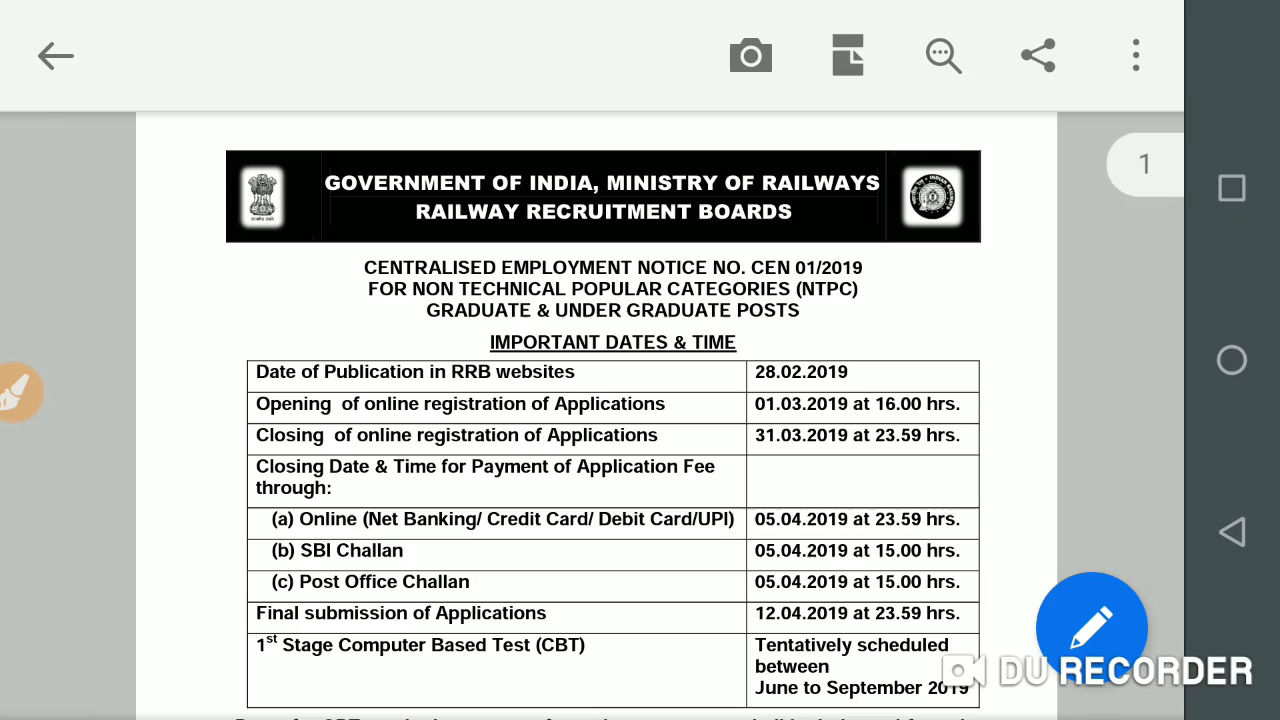 1
GOVERNMENT OF INDIA, MINISTRY OF RAILWAYS
RAILWAY RECRUITMENT BOARDS
CENTRALISED EMPLOYMENT NOTICE NO. CEN 01/2019
FOR NON TECHNICAL POPULAR CATEGORIES (NTPC)
GRADUATE & UNDER GRADUATE POSTS
IMPORTANT DATES & TIME
Date of Publication in RRB websites 28.02.2019
Opening of online registration of Applications 01.03.2019 at 16.00 hrs.
Closing of online registration of Applications 31.03.2019 at 23.59 hrs.
Closing Date & Time for Payment of Application Fee
through:
(a) Online (Net Banking/ Credit Card/ Debit Card/UPI) 05.04.2019 at 23.59 hrs.
(b) SBI Challan 05.04.2019 at 15.00 hrs.
(c) Post Office Challan 05.04.2019 at 15.00 hrs.
Final submission of Applications 12.04.2019 at 23.59 hrs.
1st Stage Computer Based Test (CBT) Tentatively scheduled
between
June to September 2019
DU RECORDER